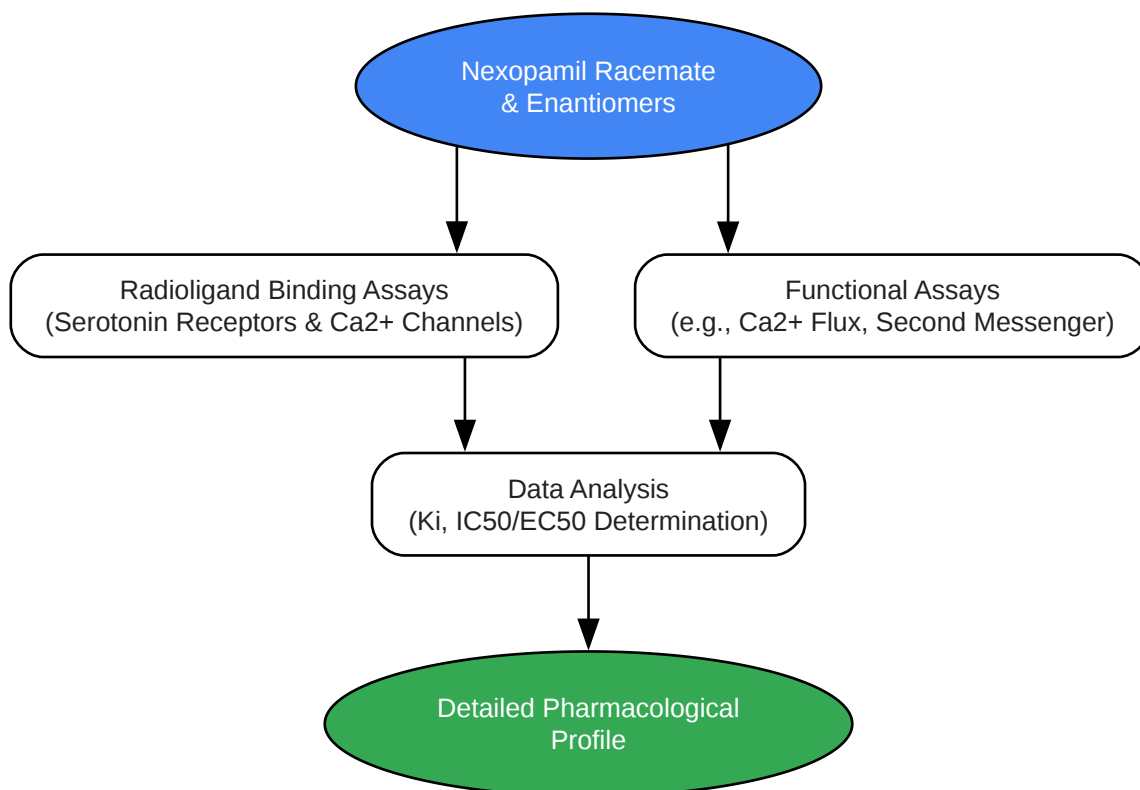 Nexopamil Racemate
& Enantiomers
Radioligand Binding Assays
(Serotonin Receptors & Ca2+ Channels)
Functional Assays
(e.g., Ca2+ Flux, Second Messenger)
Data Analysis
(Ki, IC50/EC50 Determination)
Detailed Pharmacological
Profile